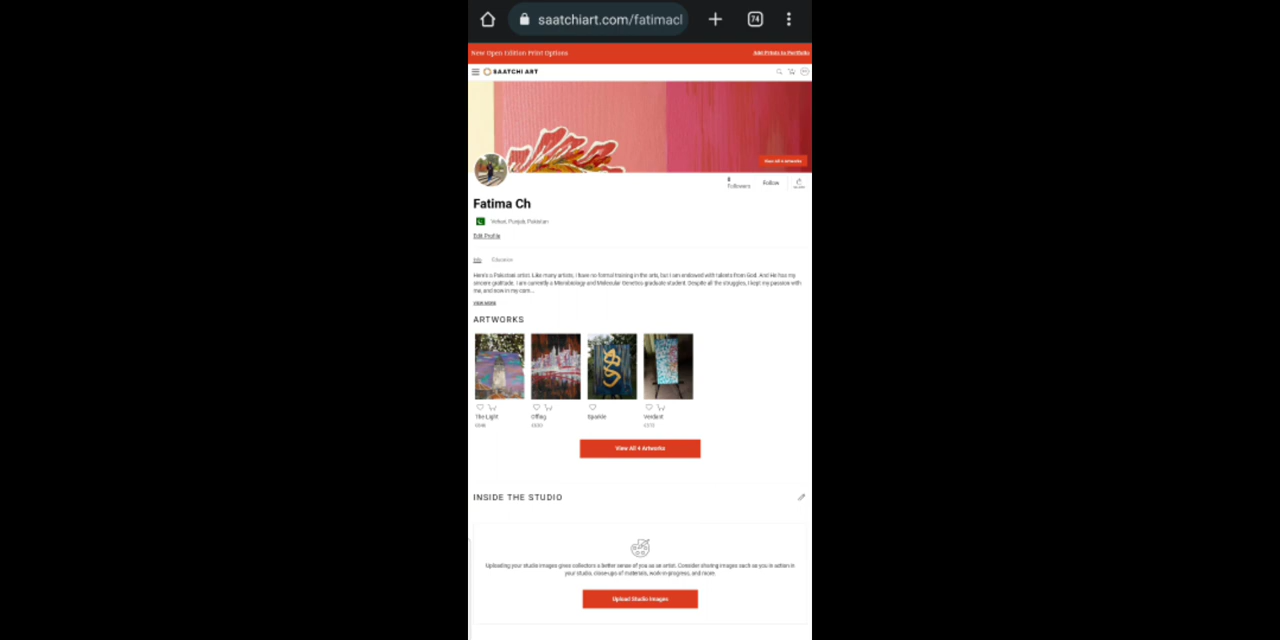 saatchiart.com/fatimacl
74
New Open Edition Print Options
Add Prints to Portfolio
SAATCHI ART
View All 4 Artworks
Followers
Follow
Fatima Ch
Vehari, Punjab, Pakistan
Edit Profile
Info
Education
Here's a Pakistani artist. Like many artists, I have no formal training in the arts, but I am endowed with talents from God. And He has my
sincere gratitude. I am currently a Microbiology and Molecular Genetics graduate student. Despite all the struggles, I kept my passion with
me, and now in my com...
VIEW MORE
ARTWORKS
The Light
Offing
Sparkle
Verdant
View All 4 Artworks
INSIDE THE STUDIO
Uploading your studio images gives collectors a better sense of you as an artist. Consider sharing images such as you in action in
your studio, close-ups of materials, work-in-progress, and more.
Upload Studio Images